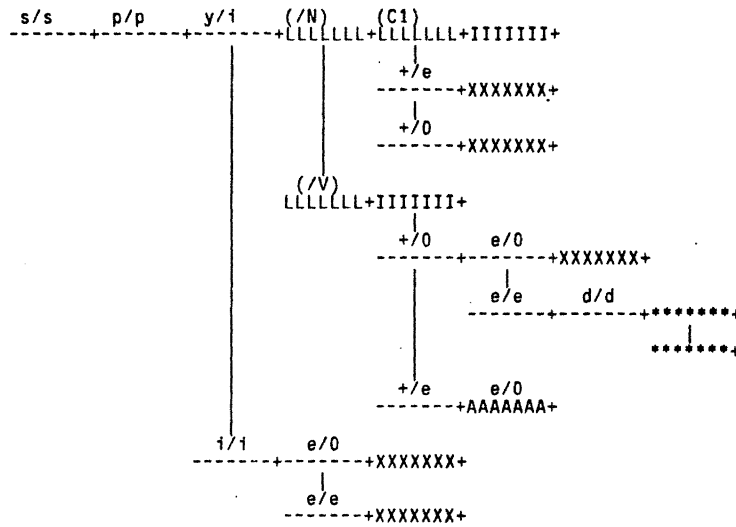 s/s p/p y/i (/N) (C1)
-------+-------+-------+LLLLLLL+LLLLLLL+IIIIIII+
+/e
-------+XXXXXXX+
+/0
-------+XXXXXXX+
(/V)
LLLLLLL+IIIIIII+
+/0 e/0
-------+-------+XXXXXXX+
e/e d/d
-------+-------+*******+
*******+
+/e e/0
-------+AAAAAAA+
i/i e/0
-------+-------+XXXXXXX+
e/e
-------+XXXXXXX+